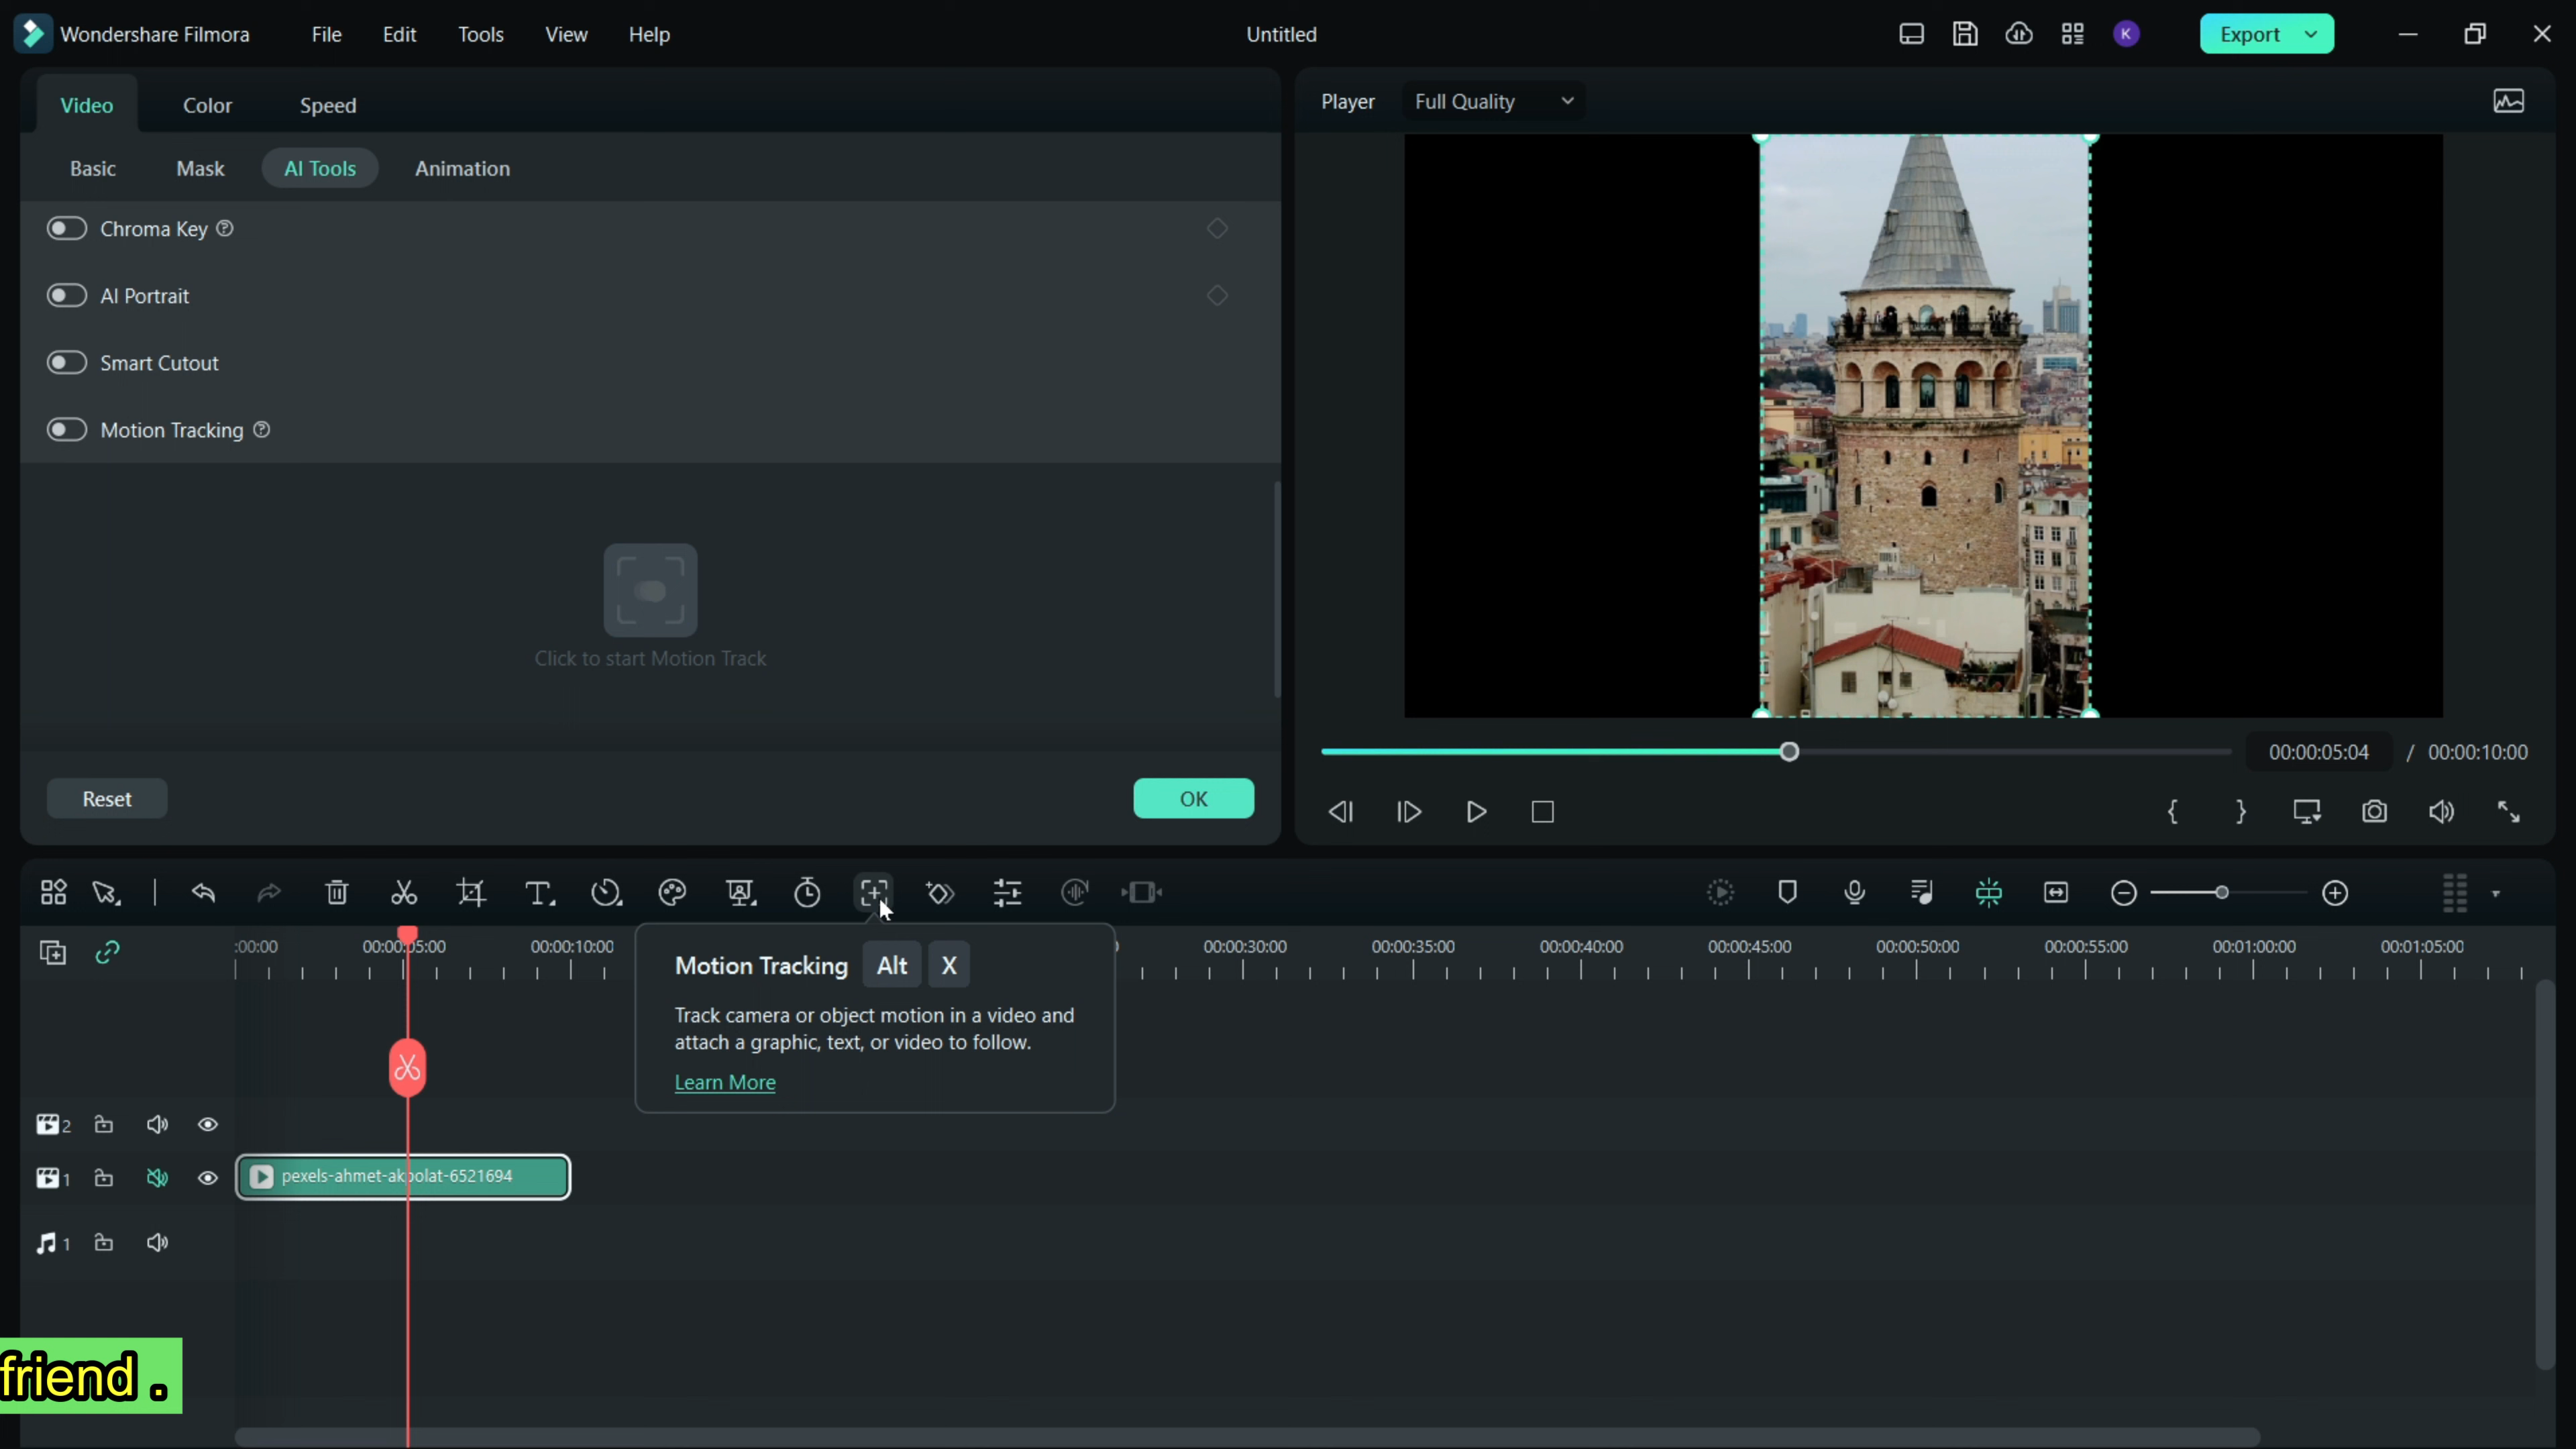 Wondershare Filmora File Edit Tools View Help Untitled K Export
Video Color Speed
Player Full Quality
Basic Mask AI Tools Animation
Chroma Key
AI Portrait
Smart Cutout
Motion Tracking
Click to start Motion Track
Reset OK
00:00:05:04 / 00:00:10:00
:00:00 00:00:05:00 00:00:10:00 00:00:30:00 00:00:35:00 00:00:40:00 00:00:45:00 00:00:50:00 00:00:55:00 00:01:00:00 00:01:05:00
Motion Tracking Alt X
Track camera or object motion in a video and
attach a graphic, text, or video to follow.
Learn More
2
1 pexels-ahmet-akpolat-6521694
1
friend .